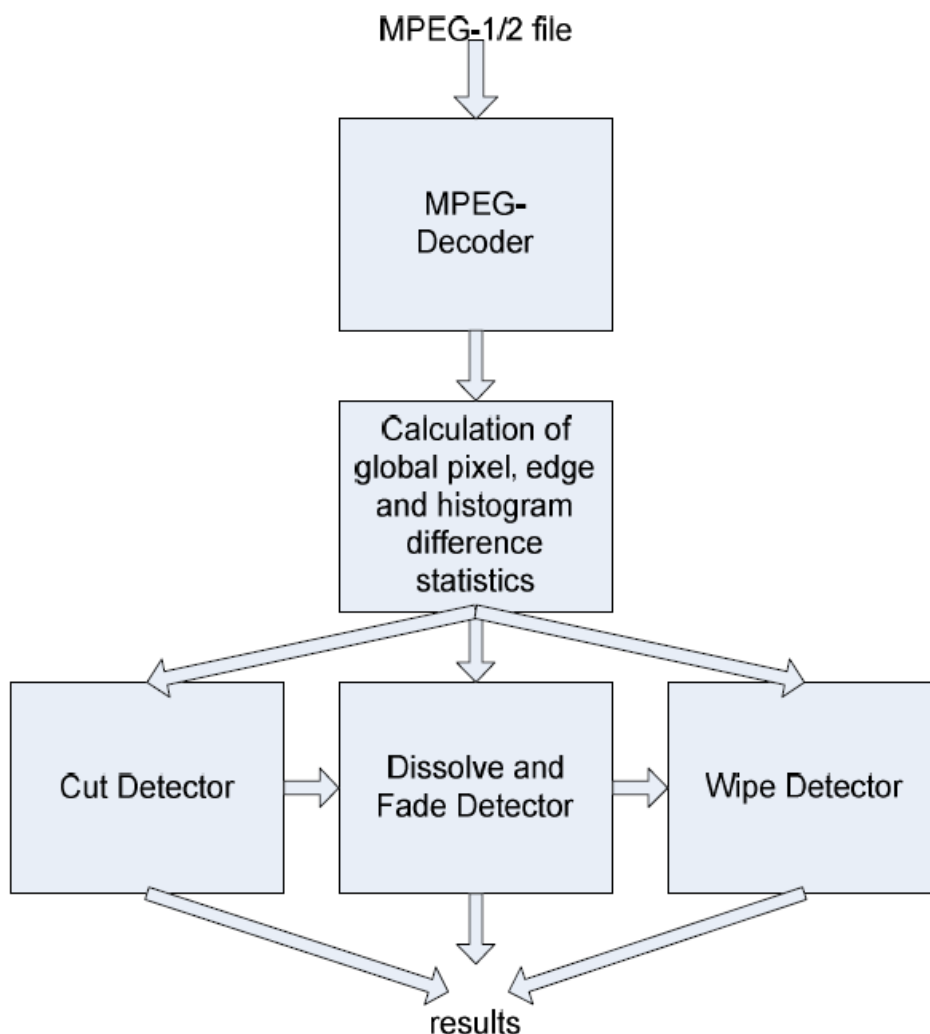 MPEG-1/2 file
MPEG-
Decoder
Calculation of
global pixel, edge
and histogram
difference
statistics
Cut Detector
Dissolve and
Fade Detector
Wipe Detector
results